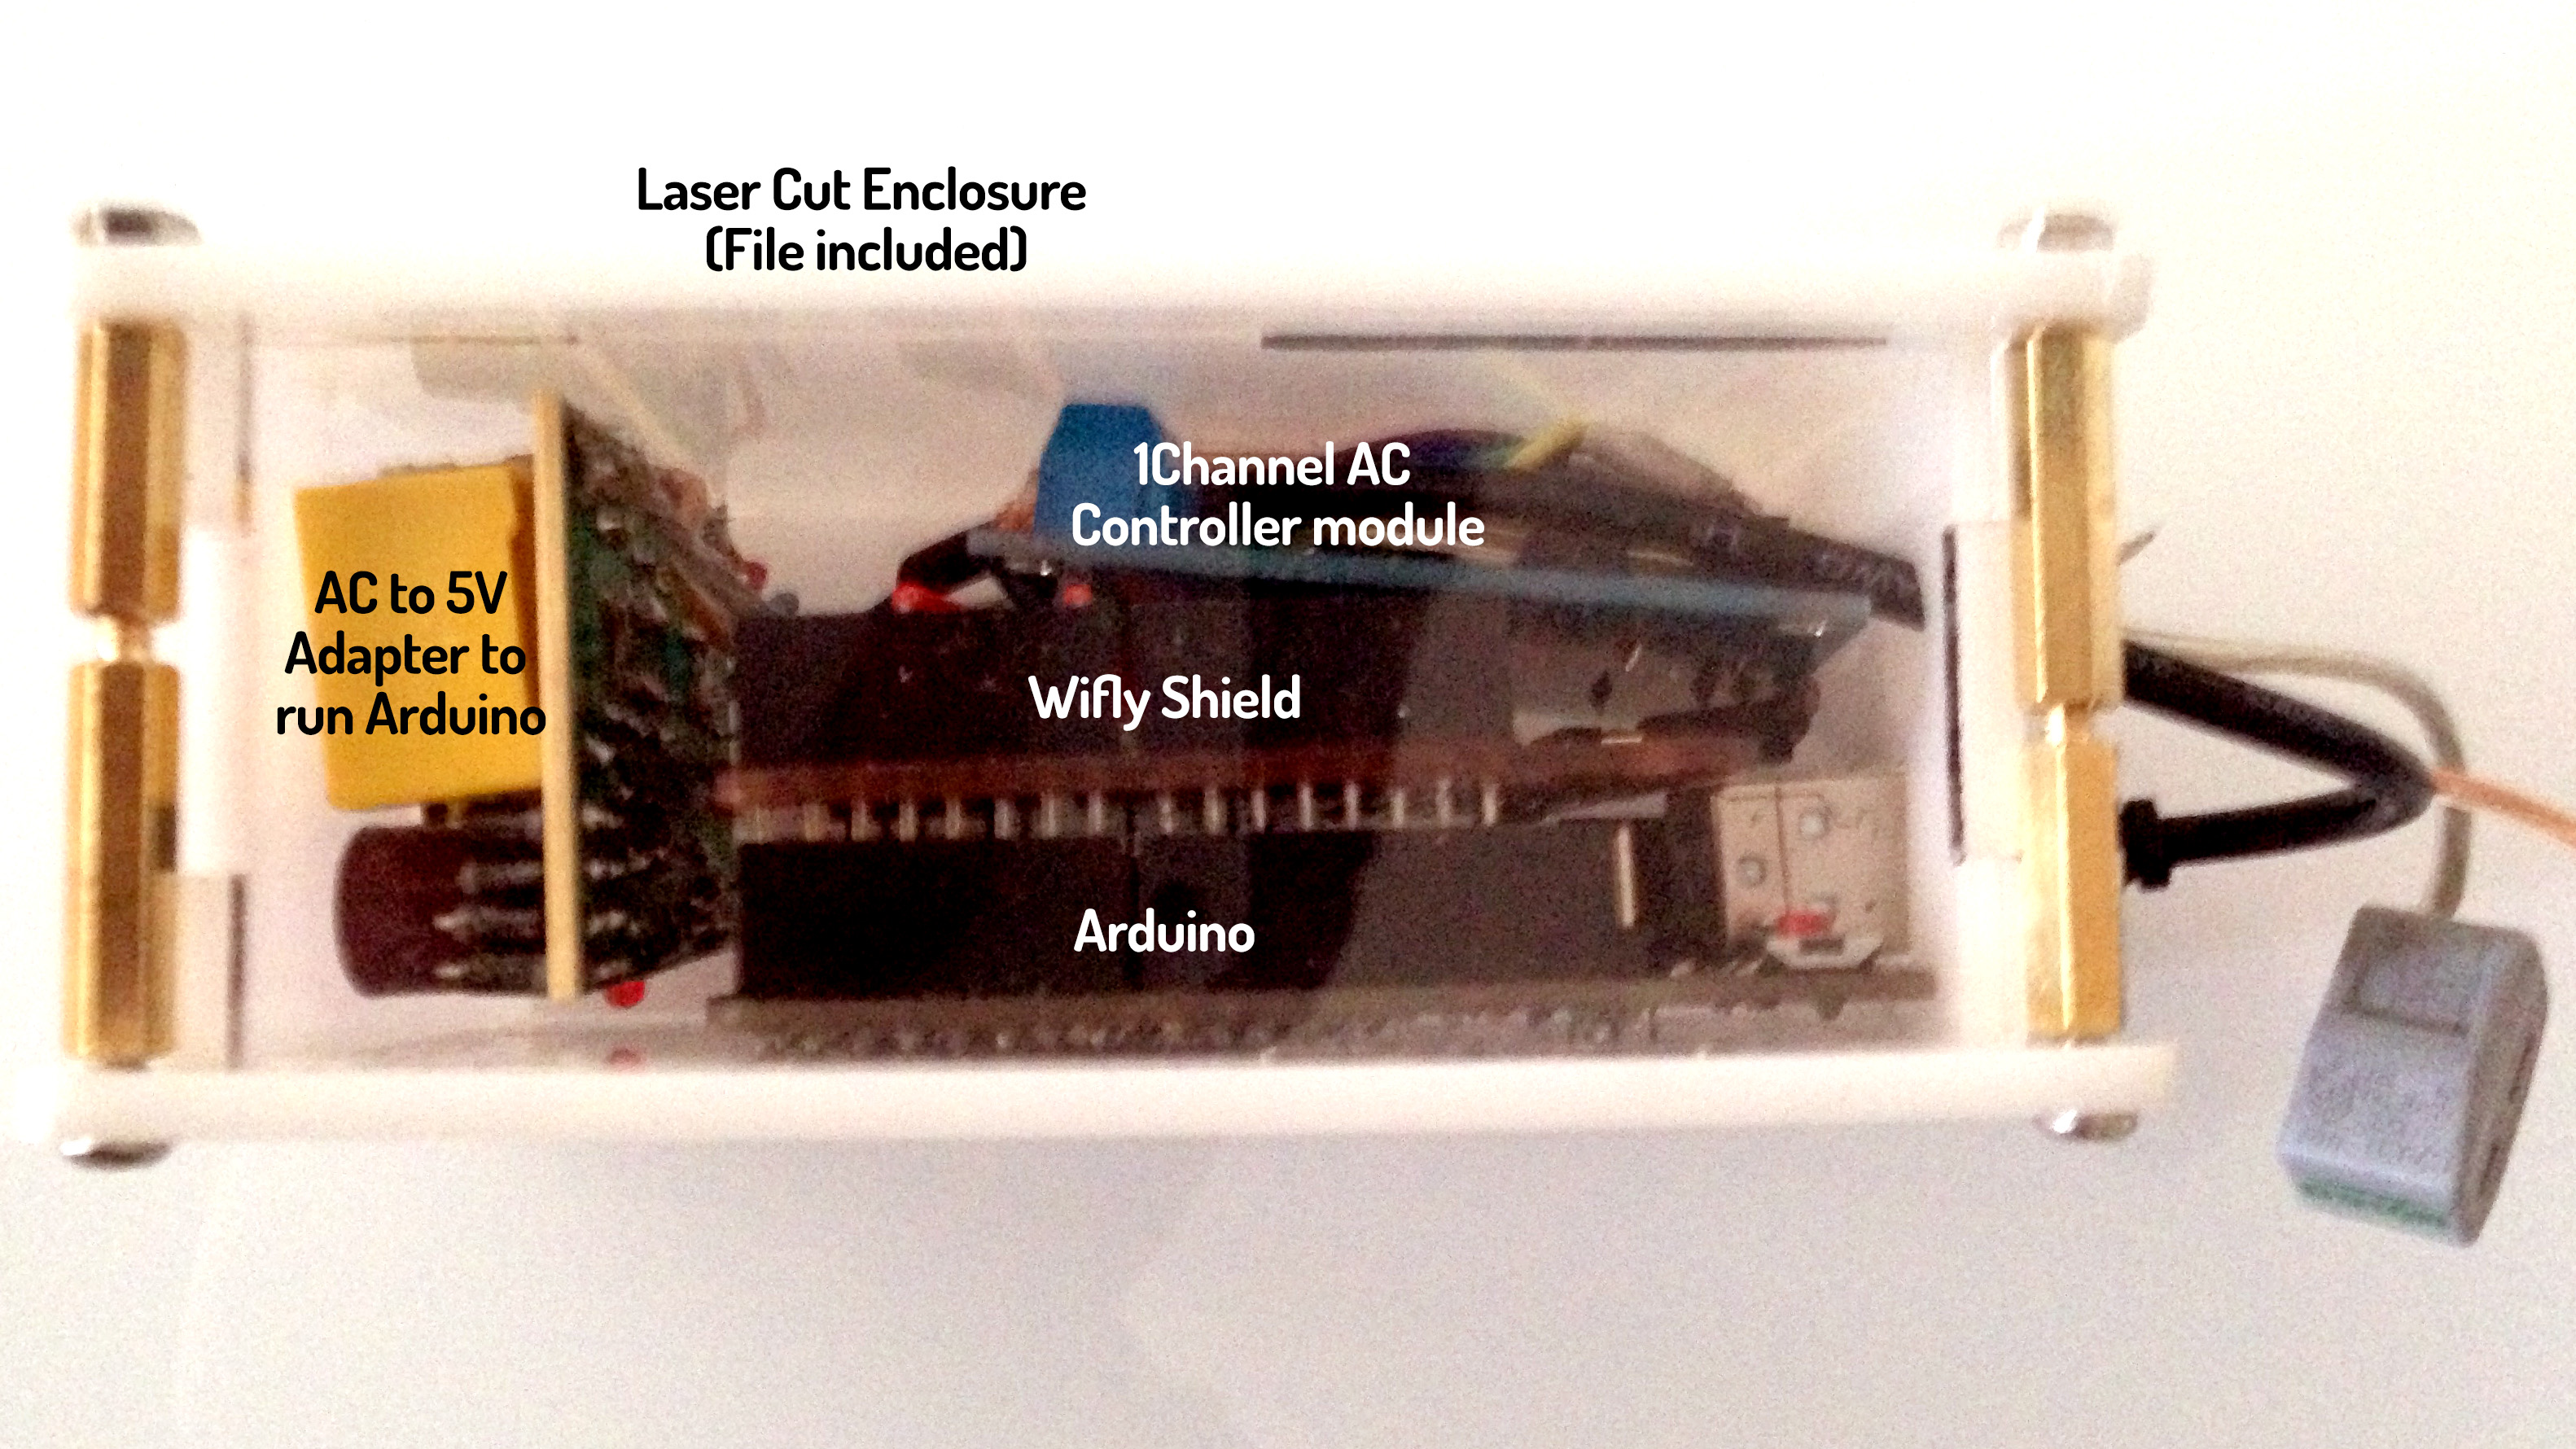 Laser Cut Enclosure
(File included)
1Channel AC
Controller module
AC to 5V
Adapter to
run Arduino
Wifly Shield
Arduino